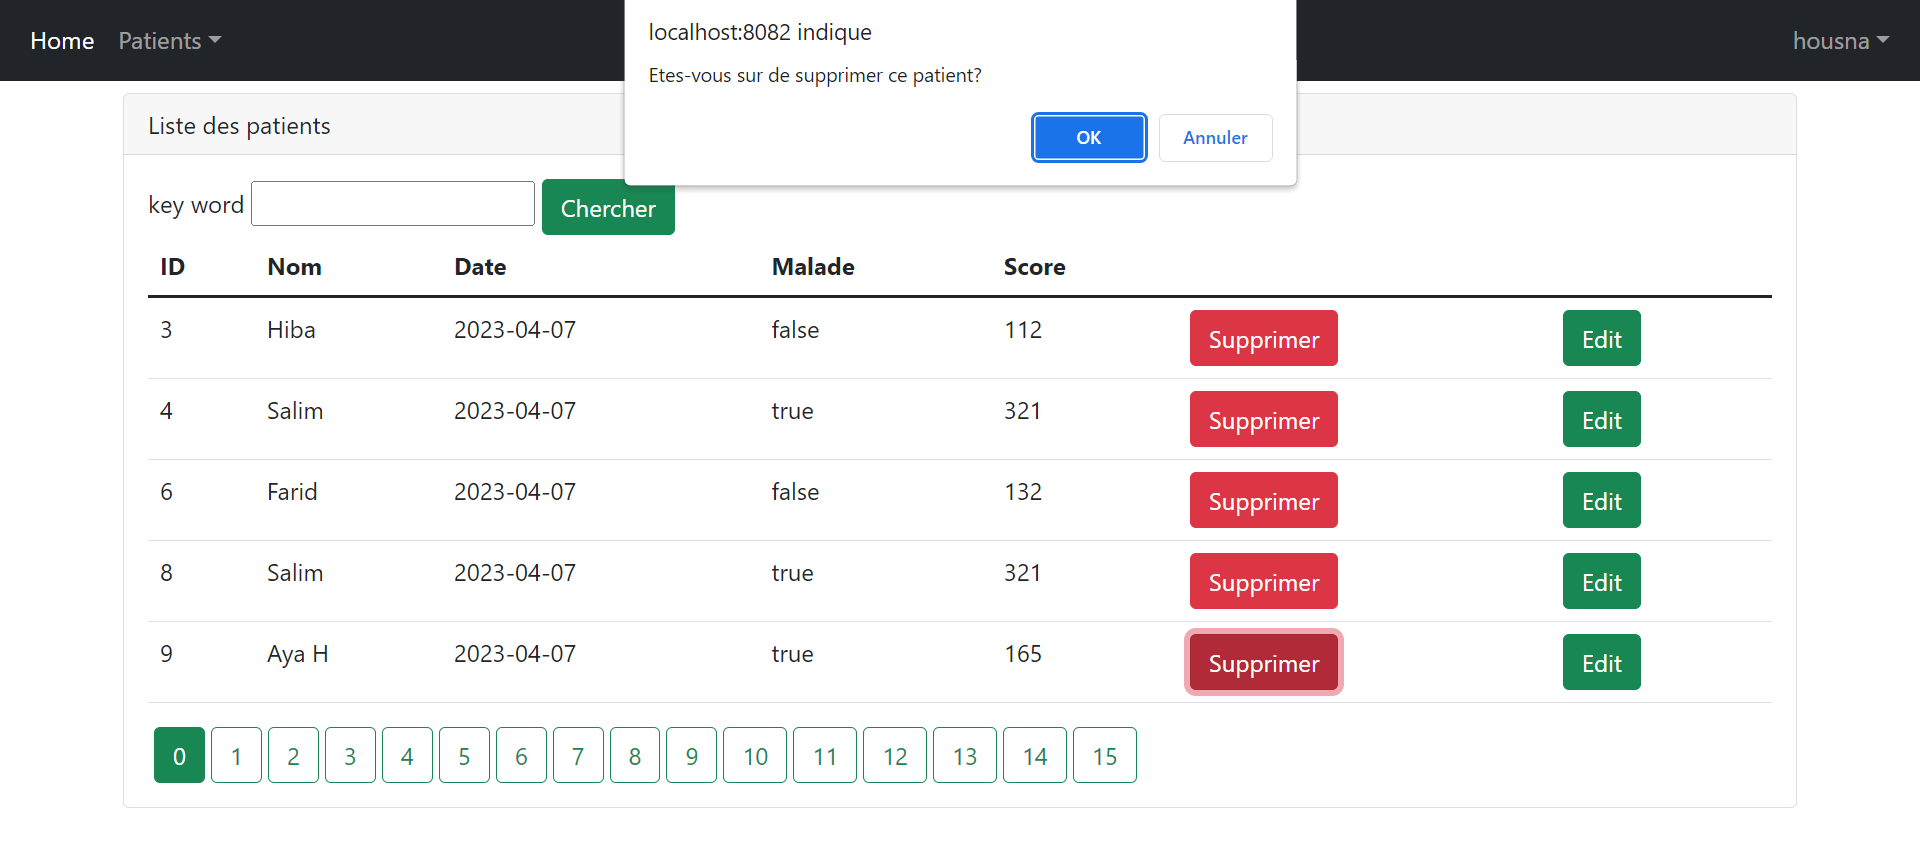 Home Patients housna
localhost:8082 indique
Etes-vous sur de supprimer ce patient?
OK Annuler
Liste des patients
key word Chercher
ID Nom Date Malade Score
3 Hiba 2023-04-07 false 112 Supprimer Edit
4 Salim 2023-04-07 true 321 Supprimer Edit
6 Farid 2023-04-07 false 132 Supprimer Edit
8 Salim 2023-04-07 true 321 Supprimer Edit
9 Aya H 2023-04-07 true 165 Supprimer Edit
0 1 2 3 4 5 6 7 8 9 10 11 12 13 14 15